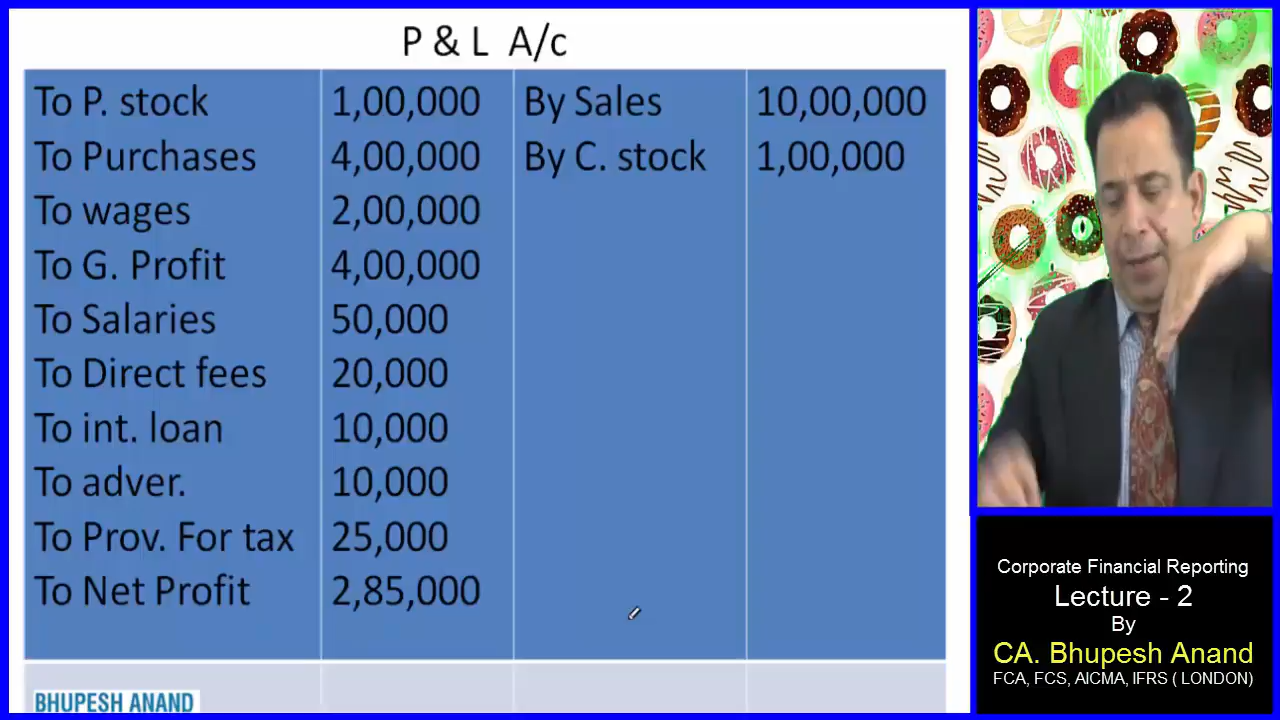 P & L A/c
To P. stock 1,00,000 By Sales 10,00,000
To Purchases 4,00,000 By C. stock 1,00,000
To wages 2,00,000
To G. Profit 4,00,000
To Salaries 50,000
To Direct fees 20,000
To int. loan 10,000
To adver. 10,000
To Prov. For tax 25,000
To Net Profit 2,85,000
BHUPESH ANAND
Corporate Financial Reporting
Lecture - 2
By
CA. Bhupesh Anand
FCA, FCS, AICMA, IFRS ( LONDON)